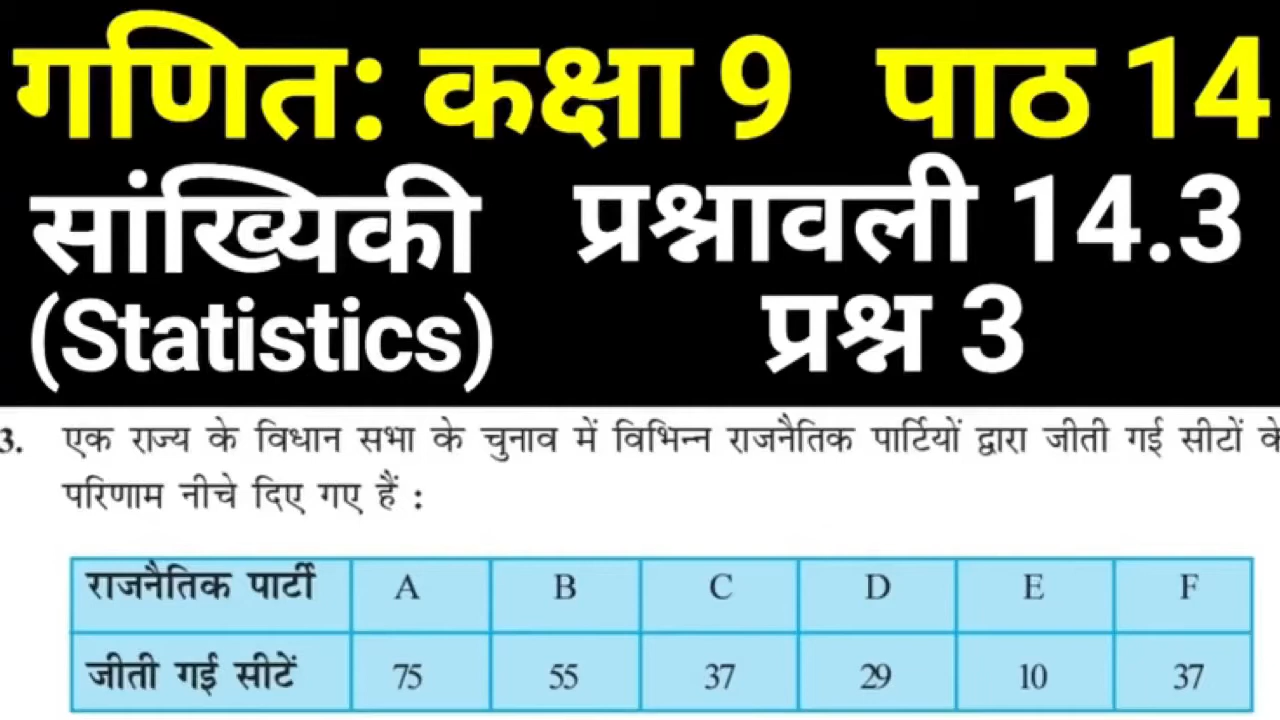 गणित: कक्षा 9 पाठ 14
सांख्यिकी प्रश्नावली 14.3
(Statistics) प्रश्न 3
3. एक राज्य के विधान सभा के चुनाव में विभिन्न राजनैतिक पार्टियों द्वारा जीती गई सीटों के
परिणाम नीचे दिए गए हैं :
राजनैतिक पार्टी A B C D E F
जीती गई सीटें 75 55 37 29 10 37